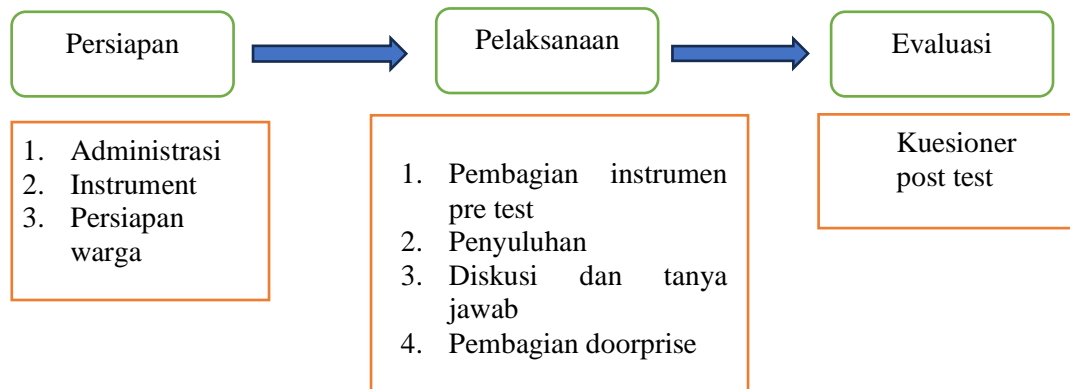 Persiapan
Pelaksanaan
Evaluasi
1. Administrasi
2. Instrument
3. Persiapan
warga
1. Pembagian instrumen
pre test
2. Penyuluhan
3. Diskusi dan tanya
jawab
4. Pembagian doorprise
Kuesioner
post test